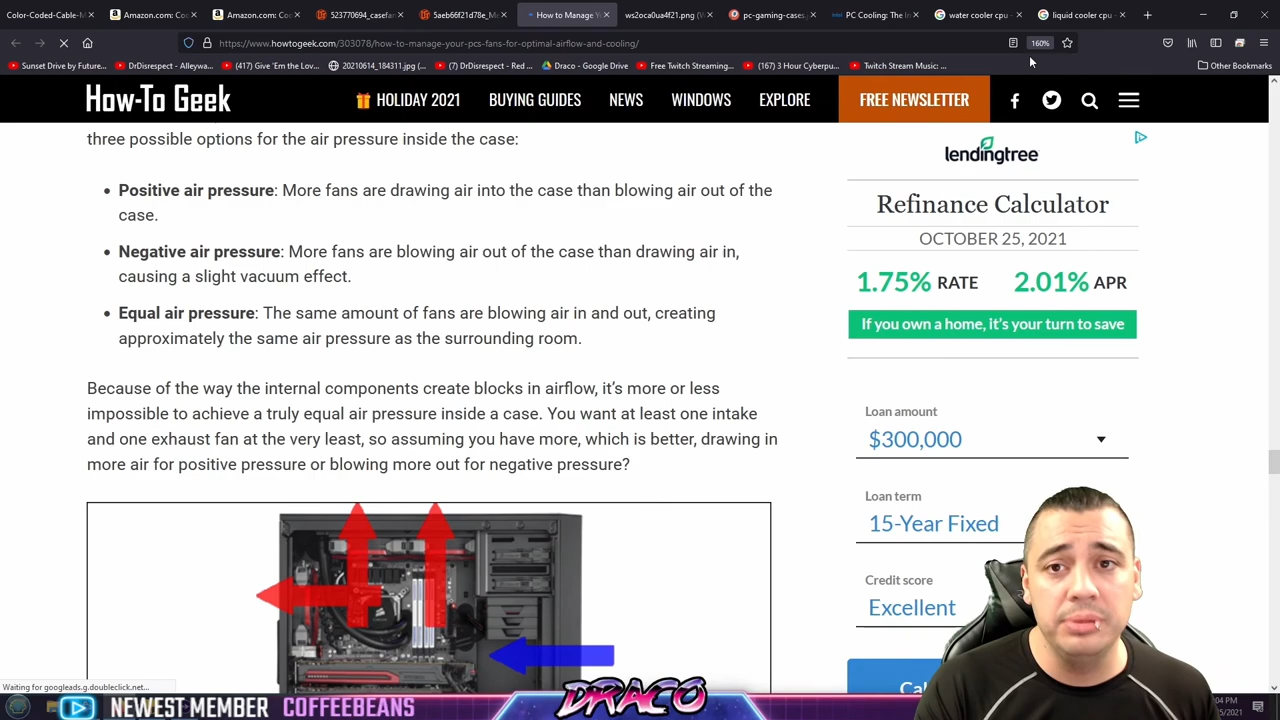 Color-Coded-Cable-M
Amazon.com: Co
Amazon.com: Co
523770954_casefan
5aeb66f21d78e_M
How to Manage Y
ws2oca0ua4f21.png (W
pc-gaming-cases
PC Cooling: The In
water cooler cpu -
liquid cooler cpu -
https://www.howtogeek.com/303078/how-to-manage-your-pcs-fans-for-optimal-airflow-and-cooling/
160%
Sunset Drive by Future...
DrDisrespect - Alleywa...
(417) Give 'Em the Lov...
20210614_184311.jpg (...
(7) DrDisrespect - Red ...
Draco - Google Drive
Free Twitch Streaming...
(167) 3 Hour Cyberpu...
Twitch Stream Music: ...
Other Bookmarks
How-To Geek
HOLIDAY 2021
BUYING GUIDES
NEWS
WINDOWS
EXPLORE
FREE NEWSLETTER
three possible options for the air pressure inside the case:
Positive air pressure: More fans are drawing air into the case than blowing air out of the
case.
Negative air pressure: More fans are blowing air out of the case than drawing air in,
causing a slight vacuum effect.
Equal air pressure: The same amount of fans are blowing air in and out, creating
approximately the same air pressure as the surrounding room.
Because of the way the internal components create blocks in airflow, it's more or less
impossible to achieve a truly equal air pressure inside a case. You want at least one intake
and one exhaust fan at the very least, so assuming you have more, which is better, drawing in
more air for positive pressure or blowing more out for negative pressure?
lendingtree
Refinance Calculator
OCTOBER 25, 2021
1.75% RATE 2.01% APR
If you own a home, it's your turn to save
Loan amount
$300,000
Loan term
15-Year Fixed
Credit score
Excellent
Cal
Waiting for googleads.g.doubleclick.net...
NEWEST MEMBER COFFEEBEANS
DRACO
:04 PM
5/2021